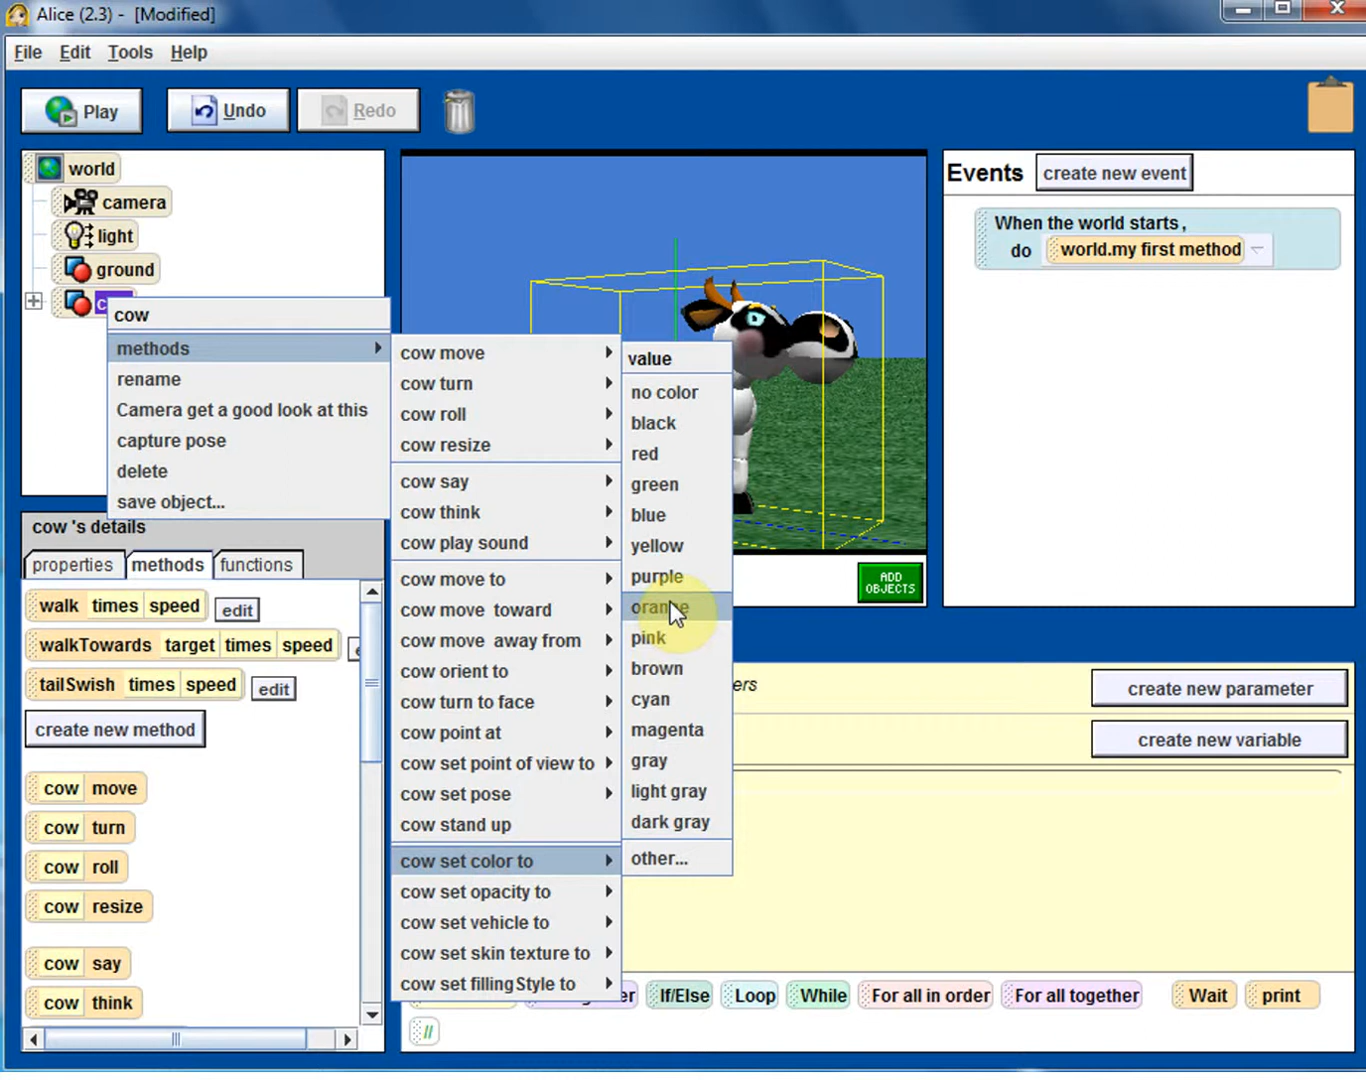 Alice (2.3) - [Modified]
File Edit Tools Help
Play Undo Redo
world
camera
light
ground
c
cow
methods
rename
Camera get a good look at this
capture pose
delete
save object...
cow move
cow turn
cow roll
cow resize
cow say
cow think
cow play sound
cow move to
cow move toward
cow move away from
cow orient to
cow turn to face
cow point at
cow set point of view to
cow set pose
cow stand up
cow set color to
cow set opacity to
cow set vehicle to
cow set skin texture to
cow set fillingStyle to
value
no color
black
red
green
blue
yellow
purple
orange
pink
brown
cyan
magenta
gray
light gray
dark gray
other...
ADD
OBJECTS
Events create new event
When the world starts,
do world.my first method
cow 's details
properties methods functions
walk times speed edit
walkTowards target times speed e
tailSwish times speed edit
create new method
cow move
cow turn
cow roll
cow resize
cow say
cow think
ers create new parameter
create new variable
er If/Else Loop While For all in order For all together Wait print
//